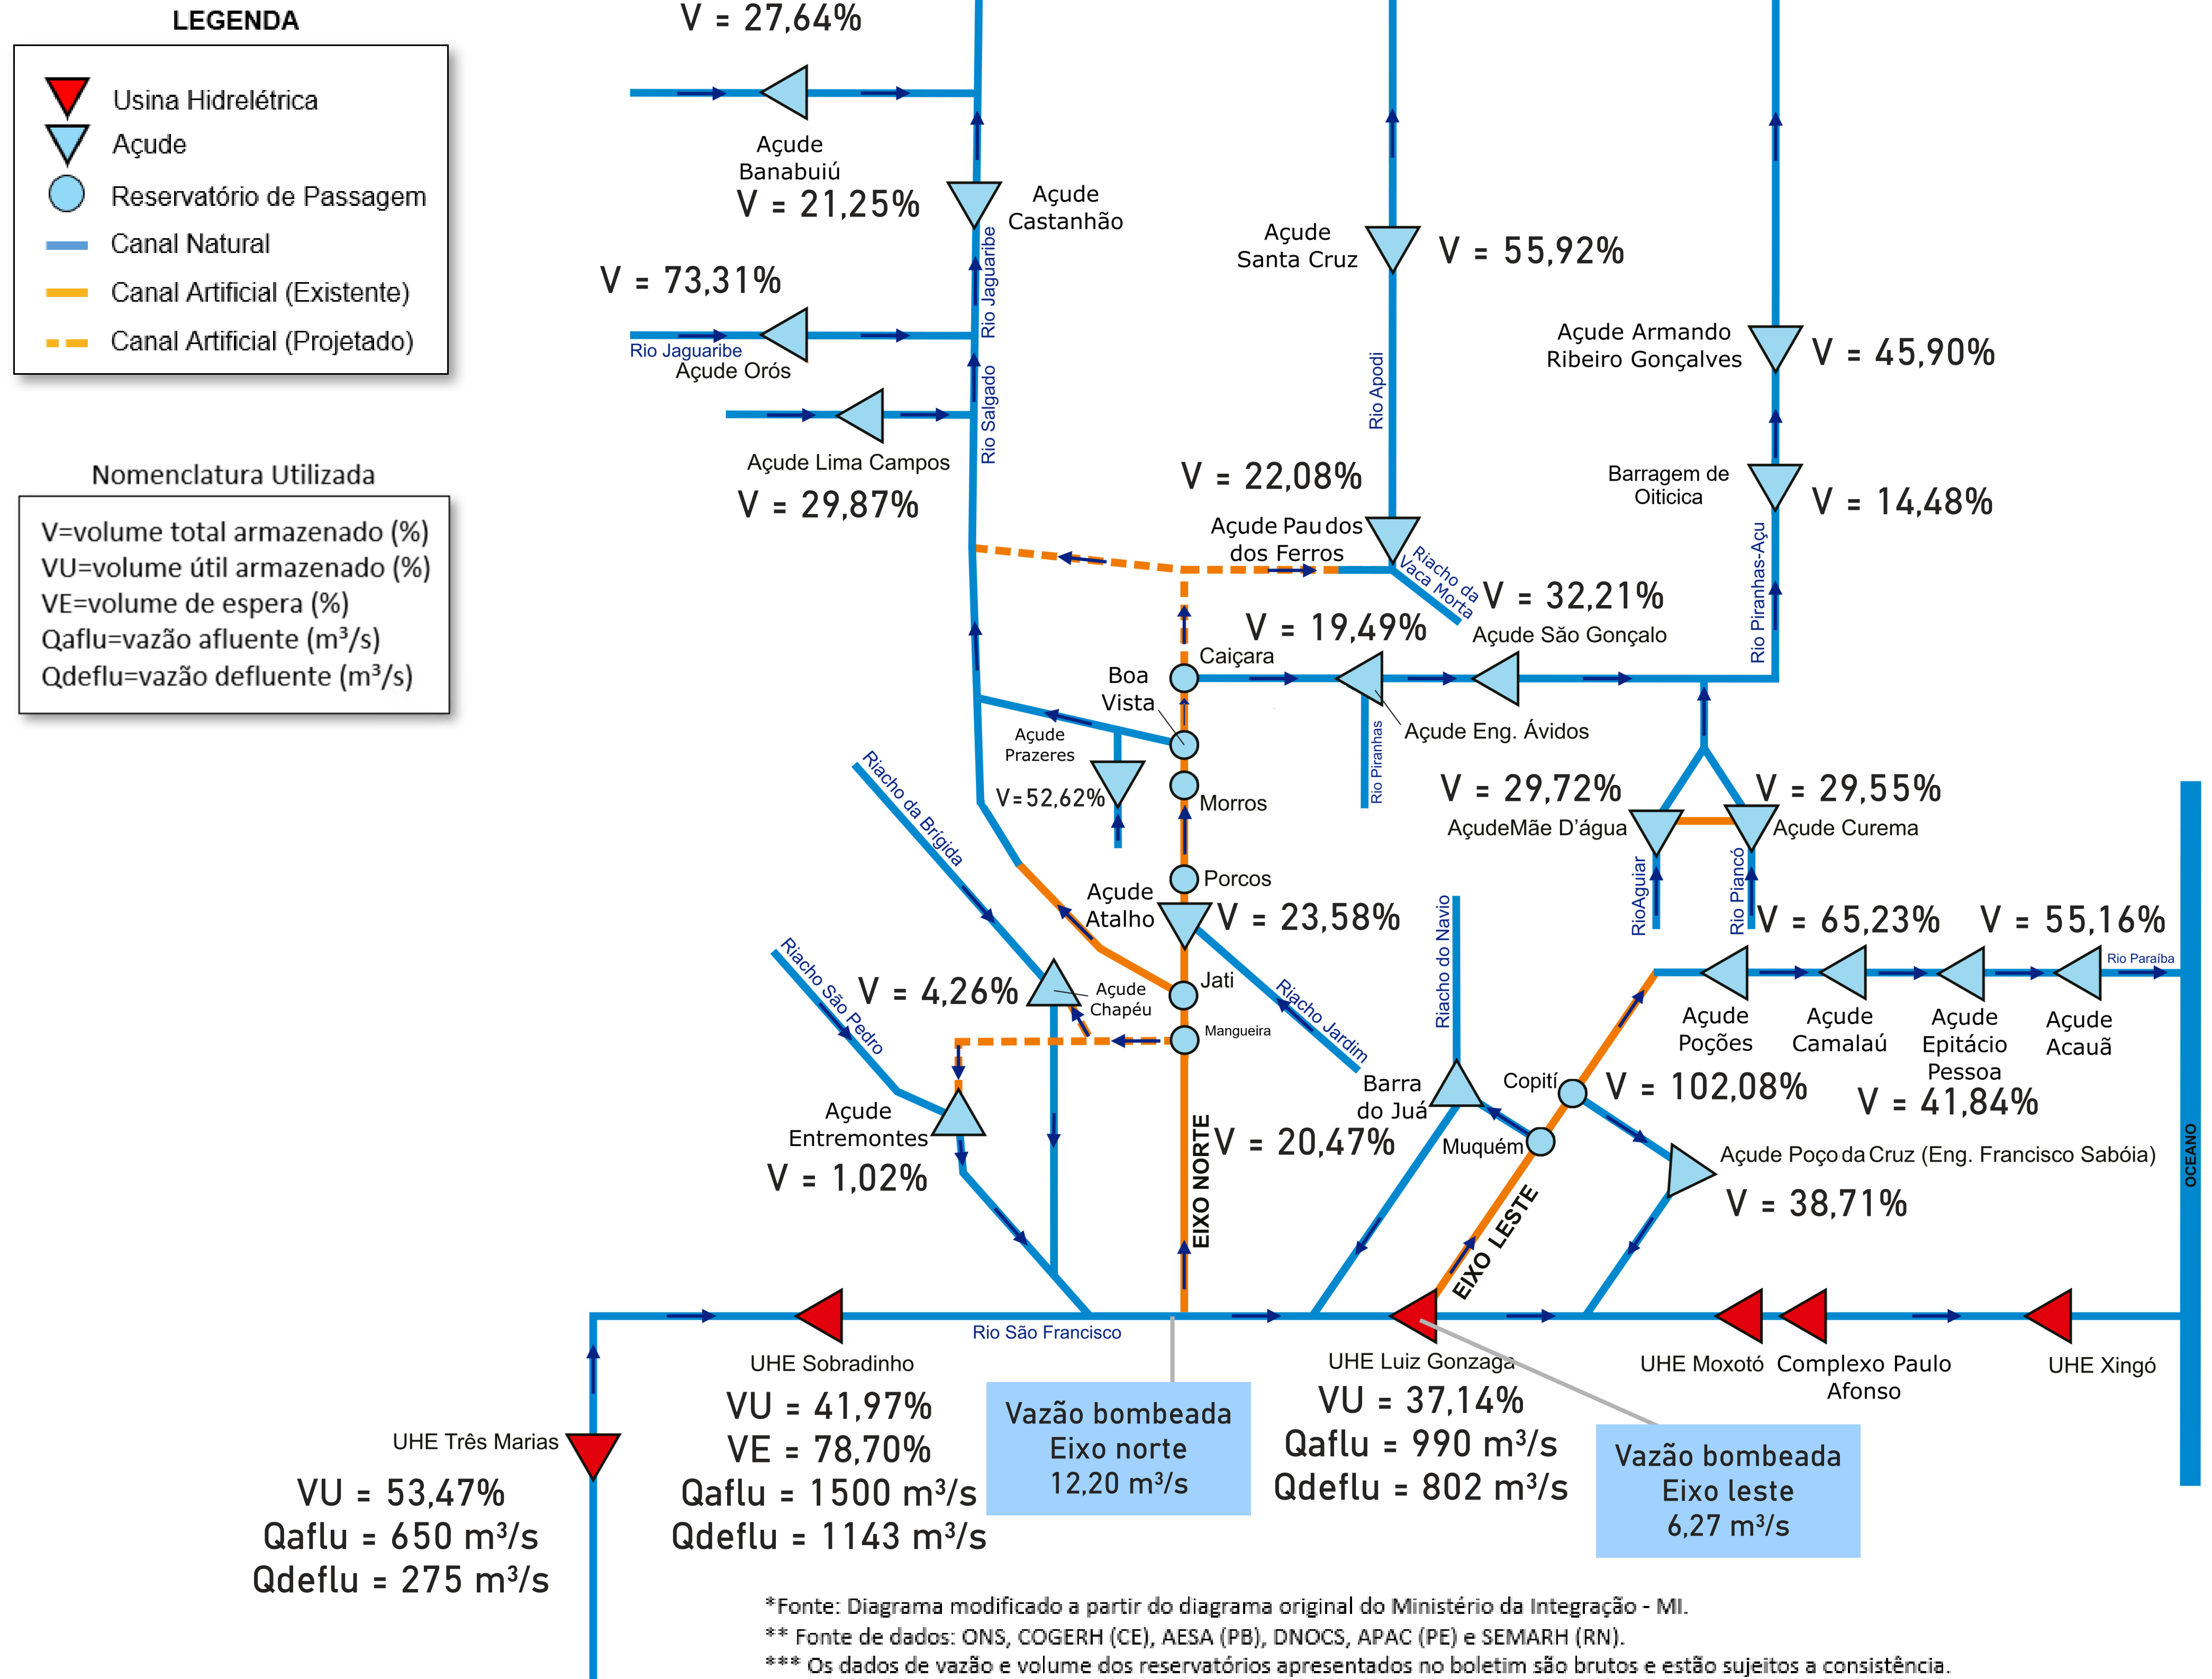 LEGENDA
Usina Hidrelétrica
Açude
Reservatório de Passagem
Canal Natural
Canal Artificial (Existente)
Canal Artificial (Projetado)
Nomenclatura Utilizada
V=volume total armazenado (%)
VU=volume útil armazenado (%)
VE=volume de espera (%)
Qaflu=vazão afluente (m³/s)
Qdeflu=vazão defluente (m³/s)
V = 27,64%
Açude
Banabuiú
V = 21,25%
Açude
Castanhão
Rio Jaguaribe
V = 73,31%
Rio Jaguaribe
Açude Orós
Rio Salgado
Açude Lima Campos
V = 29,87%
Açude
Santa Cruz
V = 55,92%
Rio Apodi
Açude Armando
Ribeiro Gonçalves
V = 45,90%
Barragem de
Oiticica
V = 14,48%
Rio Piranhas-Açu
V = 22,08%
Açude Pau dos
dos Ferros
Riacho da
Vaca Morta
V = 32,21%
Açude São Gonçalo
V = 19,49%
Caiçara
Boa
Vista
Açude Eng. Ávidos
Rio Piranhas
Açude
Prazeres
V=52,62%
Morros
Porcos
Açude
Atalho
V = 23,58%
Riacho da Brígida
Riacho São Pedro
V = 4,26%
Açude
Chapéu
Jati
Mangueira
Riacho Jardim
Açude
Entremontes
V = 1,02%
EIXO NORTE
V = 29,72%
AçudeMãe D'água
V = 29,55%
Açude Curema
RioAguiar
Rio Piancó
V = 65,23%
V = 55,16%
Rio Paraíba
Açude
Poções
Açude
Camalaú
Açude
Epitácio
Pessoa
Açude
Acauã
V = 102,08%
V = 41,84%
Riacho do Navio
Barra
do Juá
V = 20,47%
Copití
Muquém
Açude Poço da Cruz (Eng. Francisco Sabóia)
V = 38,71%
EIXO LESTE
OCEANO
Rio São Francisco
UHE Sobradinho
VU = 41,97%
VE = 78,70%
Qaflu = 1500 m³/s
Qdeflu = 1143 m³/s
UHE Três Marias
VU = 53,47%
Qaflu = 650 m³/s
Qdeflu = 275 m³/s
Vazão bombeada
Eixo norte
12,20 m³/s
UHE Luiz Gonzaga
VU = 37,14%
Qaflu = 990 m³/s
Qdeflu = 802 m³/s
Vazão bombeada
Eixo leste
6,27 m³/s
UHE Moxotó
Complexo Paulo
Afonso
UHE Xingó
*Fonte: Diagrama modificado a partir do diagrama original do Ministério da Integração - MI.
** Fonte de dados: ONS, COGERH (CE), AESA (PB), DNOCS, APAC (PE) e SEMARH (RN).
*** Os dados de vazão e volume dos reservatórios apresentados no boletim são brutos e estão sujeitos a consistência.